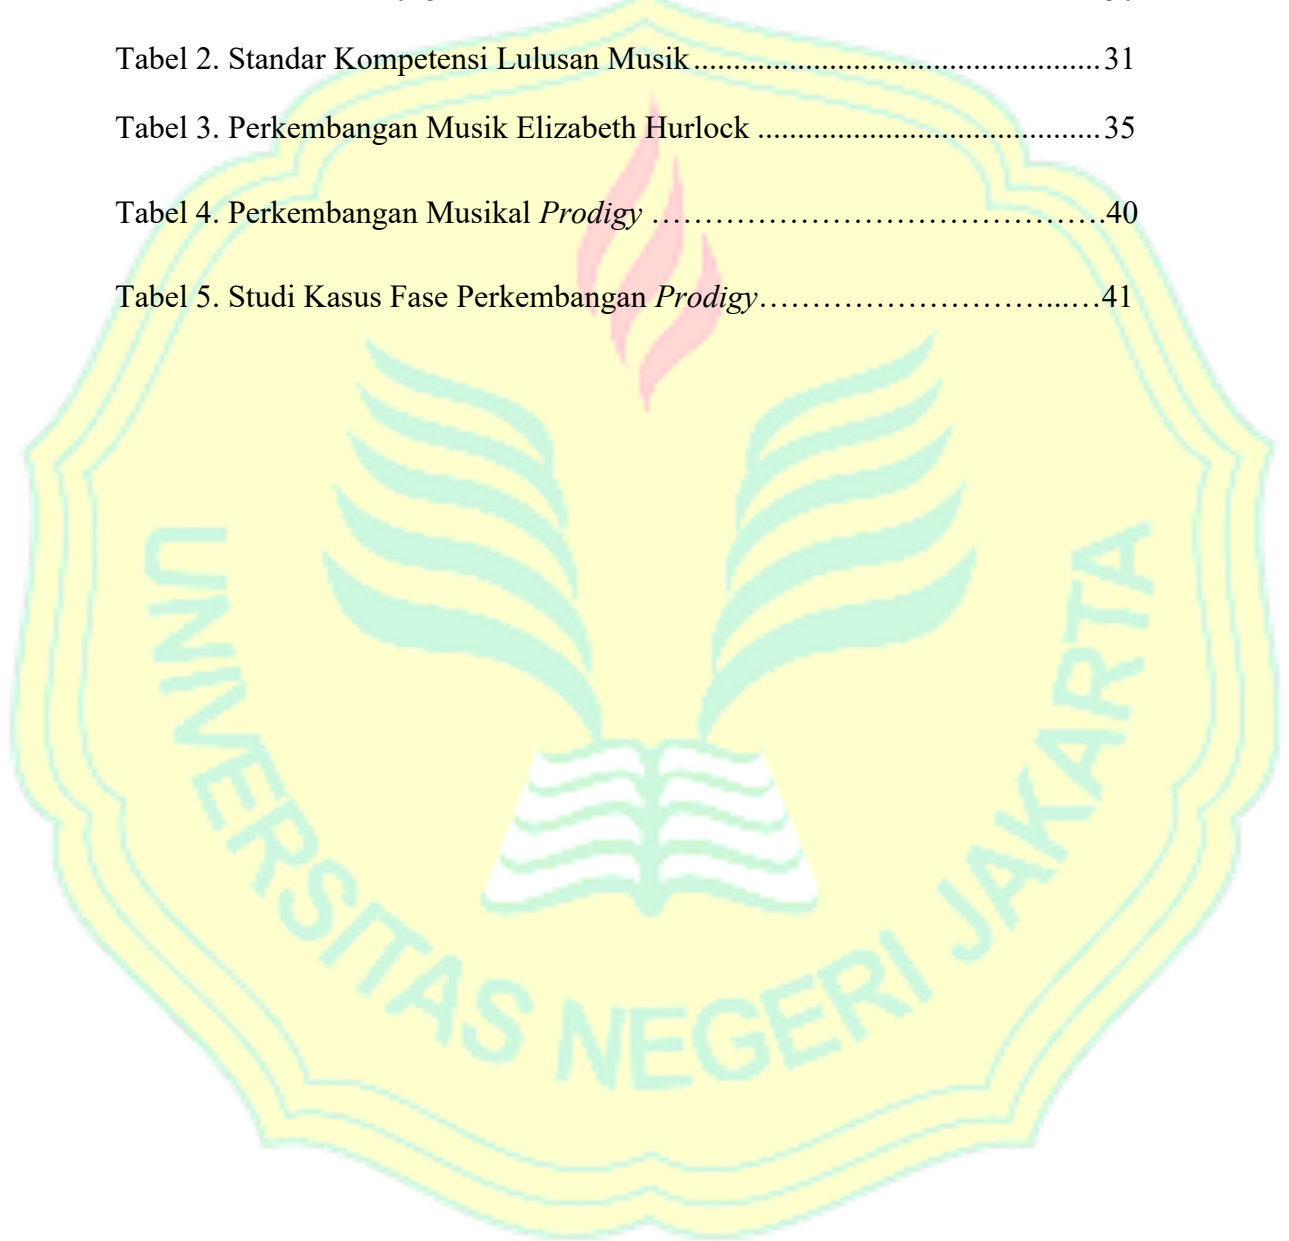 Tabel 2. Standar Kompetensi Lulusan Musik...................................................31
Tabel 3. Perkembangan Musik Elizabeth Hurlock ...........................................35
Tabel 4. Perkembangan Musikal Prodigy …………………………………….40
Tabel 5. Studi Kasus Fase Perkembangan Prodigy………………………...…41
UNIVERSITAS NEGERI JAKARTA